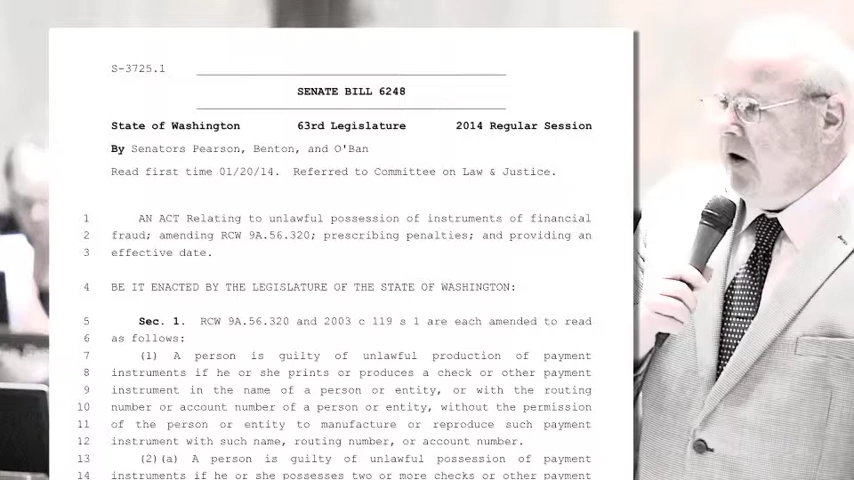 S-3725.1
SENATE BILL 6248
State of Washington 63rd Legislature 2014 Regular Session
By Senators Pearson, Benton, and O'Ban
Read first time 01/20/14. Referred to Committee on Law & Justice.
1 AN ACT Relating to unlawful possession of instruments of financial
2 fraud; amending RCW 9A.56.320; prescribing penalties; and providing an
3 effective date.
4 BE IT ENACTED BY THE LEGISLATURE OF THE STATE OF WASHINGTON:
5 Sec. 1. RCW 9A.56.320 and 2003 c 119 s 1 are each amended to read
6 as follows:
7 (1) A person is guilty of unlawful production of payment
8 instruments if he or she prints or produces a check or other payment
9 instrument in the name of a person or entity, or with the routing
10 number or account number of a person or entity, without the permission
11 of the person or entity to manufacture or reproduce such payment
12 instrument with such name, routing number, or account number.
13 (2)(a) A person is guilty of unlawful possession of payment
14 instruments if he or she possesses two or more checks or other payment